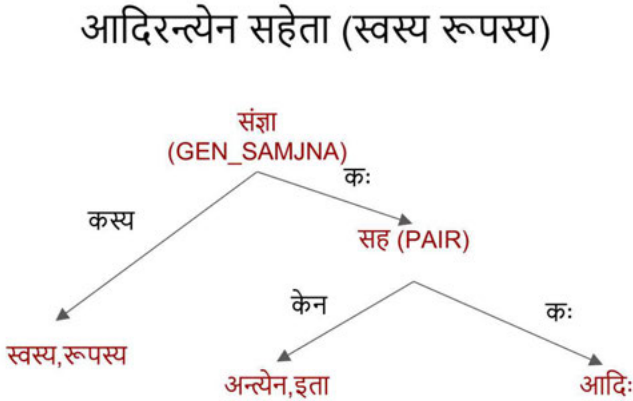 आदिरन्त्येन सहेता (स्वस्य रूपस्य)
संज्ञा
(GEN_SAMJNA)
कः
कस्य
सह (PAIR)
केन
कः
स्वस्य,रूपस्य
अन्त्येन,इता
आदिः